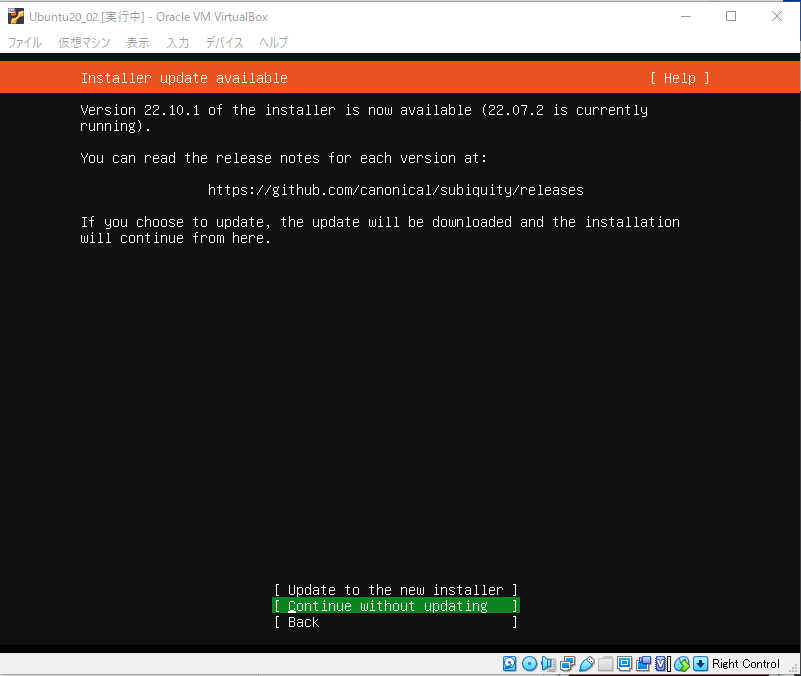 Ubuntu20_02 [実行中] - Oracle VM VirtualBox
ファイル 仮想マシン 表示 入力 デバイス ヘルプ
Installer update available [ Help ]
Version 22.10.1 of the installer is now available (22.07.2 is currently
running).
You can read the release notes for each version at:
https://github.com/canonical/subiquity/releases
If you choose to update, the update will be downloaded and the installation
will continue from here.
[ Update to the new installer ]
[ Continue without updating ]
[ Back ]
Right Control